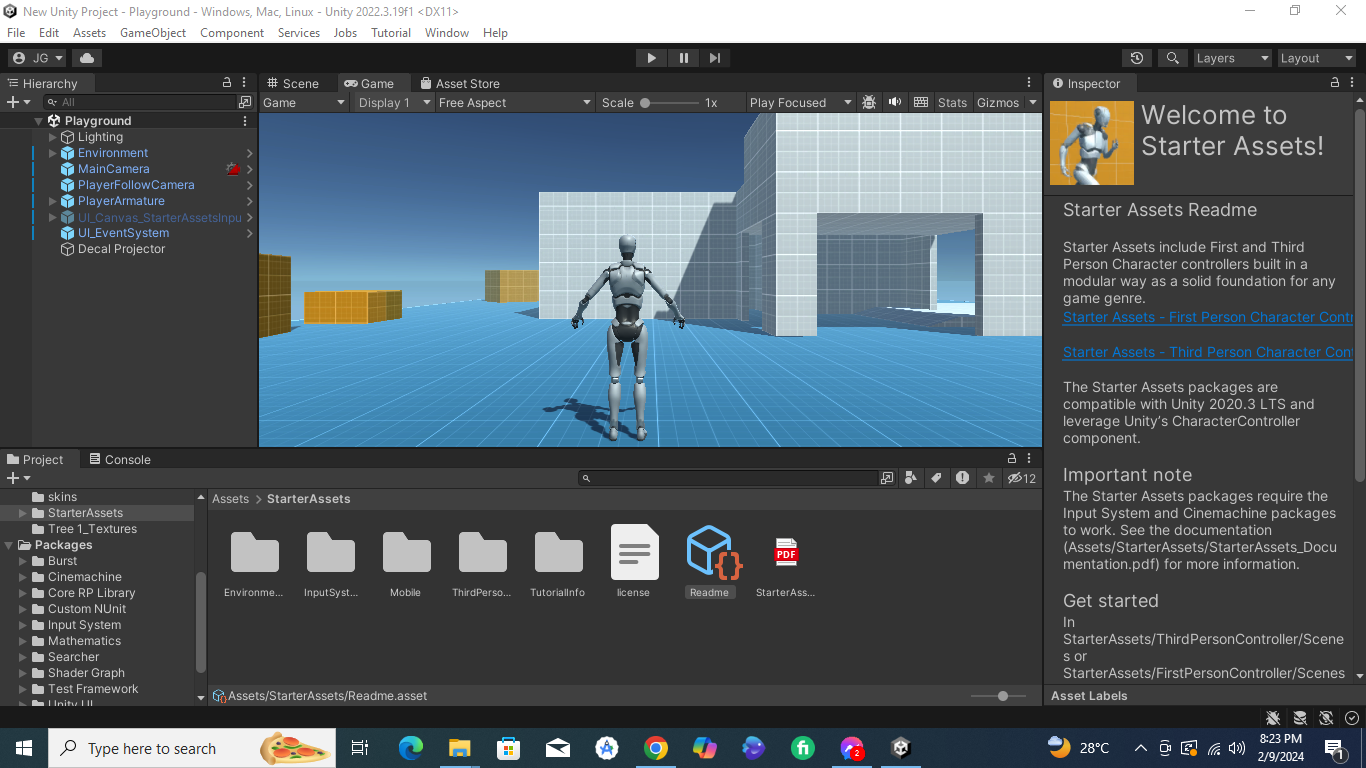 New Unity Project - Playground - Windows, Mac, Linux - Unity 2022.3.19f1 <DX11>
File Edit Assets GameObject Component Services Jobs Tutorial Window Help
JG
Layers
Layout
Hierarchy
All
Playground
Lighting
Environment
MainCamera
PlayerFollowCamera
PlayerArmature
UI_Canvas_StarterAssetsInpu
UI_EventSystem
Decal Projector
Scene Game Asset Store
Game Display 1 Free Aspect Scale 1x Play Focused Stats Gizmos
Inspector
Welcome to
Starter Assets!
Starter Assets Readme
Starter Assets include First and Third
Person Character controllers built in a
modular way as a solid foundation for any
game genre.
Starter Assets - First Person Character Contr
Starter Assets - Third Person Character Con
The Starter Assets packages are
compatible with Unity 2020.3 LTS and
leverage Unity's CharacterController
component.
Important note
The Starter Assets packages require the
Input System and Cinemachine packages
to work. See the documentation
(Assets/StarterAssets/StarterAssets_Docu
mentation.pdf) for more information.
Get started
In
StarterAssets/ThirdPersonController/Scene
s or
StarterAssets/FirstPersonController/Scenes
Asset Labels
Project Console
12
skins
StarterAssets
Tree 1_Textures
Packages
Burst
Cinemachine
Core RP Library
Custom NUnit
Input System
Mathematics
Searcher
Shader Graph
Test Framework
Unity UI
Assets > StarterAssets
PDF
Environme... InputSyst... Mobile ThirdPerso... TutorialInfo license Readme StarterAss...
Assets/StarterAssets/Readme.asset
Type here to search
2
28°C
8:23 PM
2/9/2024
1